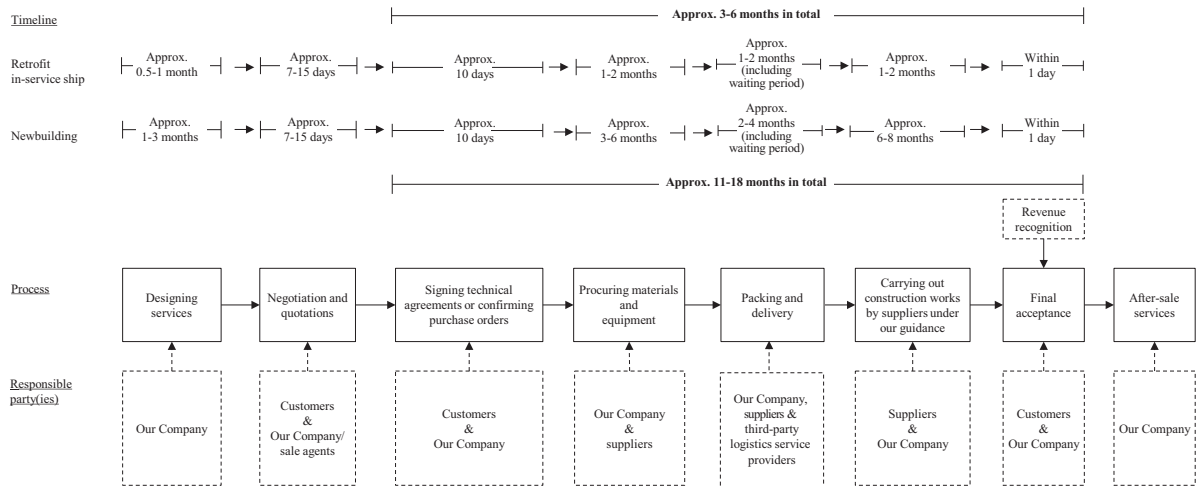 Timeline
Approx. 3-6 months in total
Retrofit
in-service ship
Approx.
0.5-1 month
Approx.
7-15 days
Approx.
10 days
Approx.
1-2 months
Approx.
1-2 months
(including
waiting period)
Approx.
1-2 months
Within
1 day
Newbuilding
Approx.
1-3 months
Approx.
7-15 days
Approx.
10 days
Approx.
3-6 months
Approx.
2-4 months
(including
waiting period)
Approx.
6-8 months
Within
1 day
Approx. 11-18 months in total
Revenue
recognition
Process
Designing
services
Negotiation and
quotations
Signing technical
agreements or confirming
purchase orders
Procuring materials
and
equipment
Packing and
delivery
Carrying out
construction works
by suppliers under
our guidance
Final
acceptance
After-sale
services
Responsible
party(ies)
Our Company
Customers
&
Our Company/
sale agents
Customers
&
Our Company
Our Company
&
suppliers
Our Company,
suppliers &
third-party
logistics service
providers
Suppliers
&
Our Company
Customers
&
Our Company
Our Company